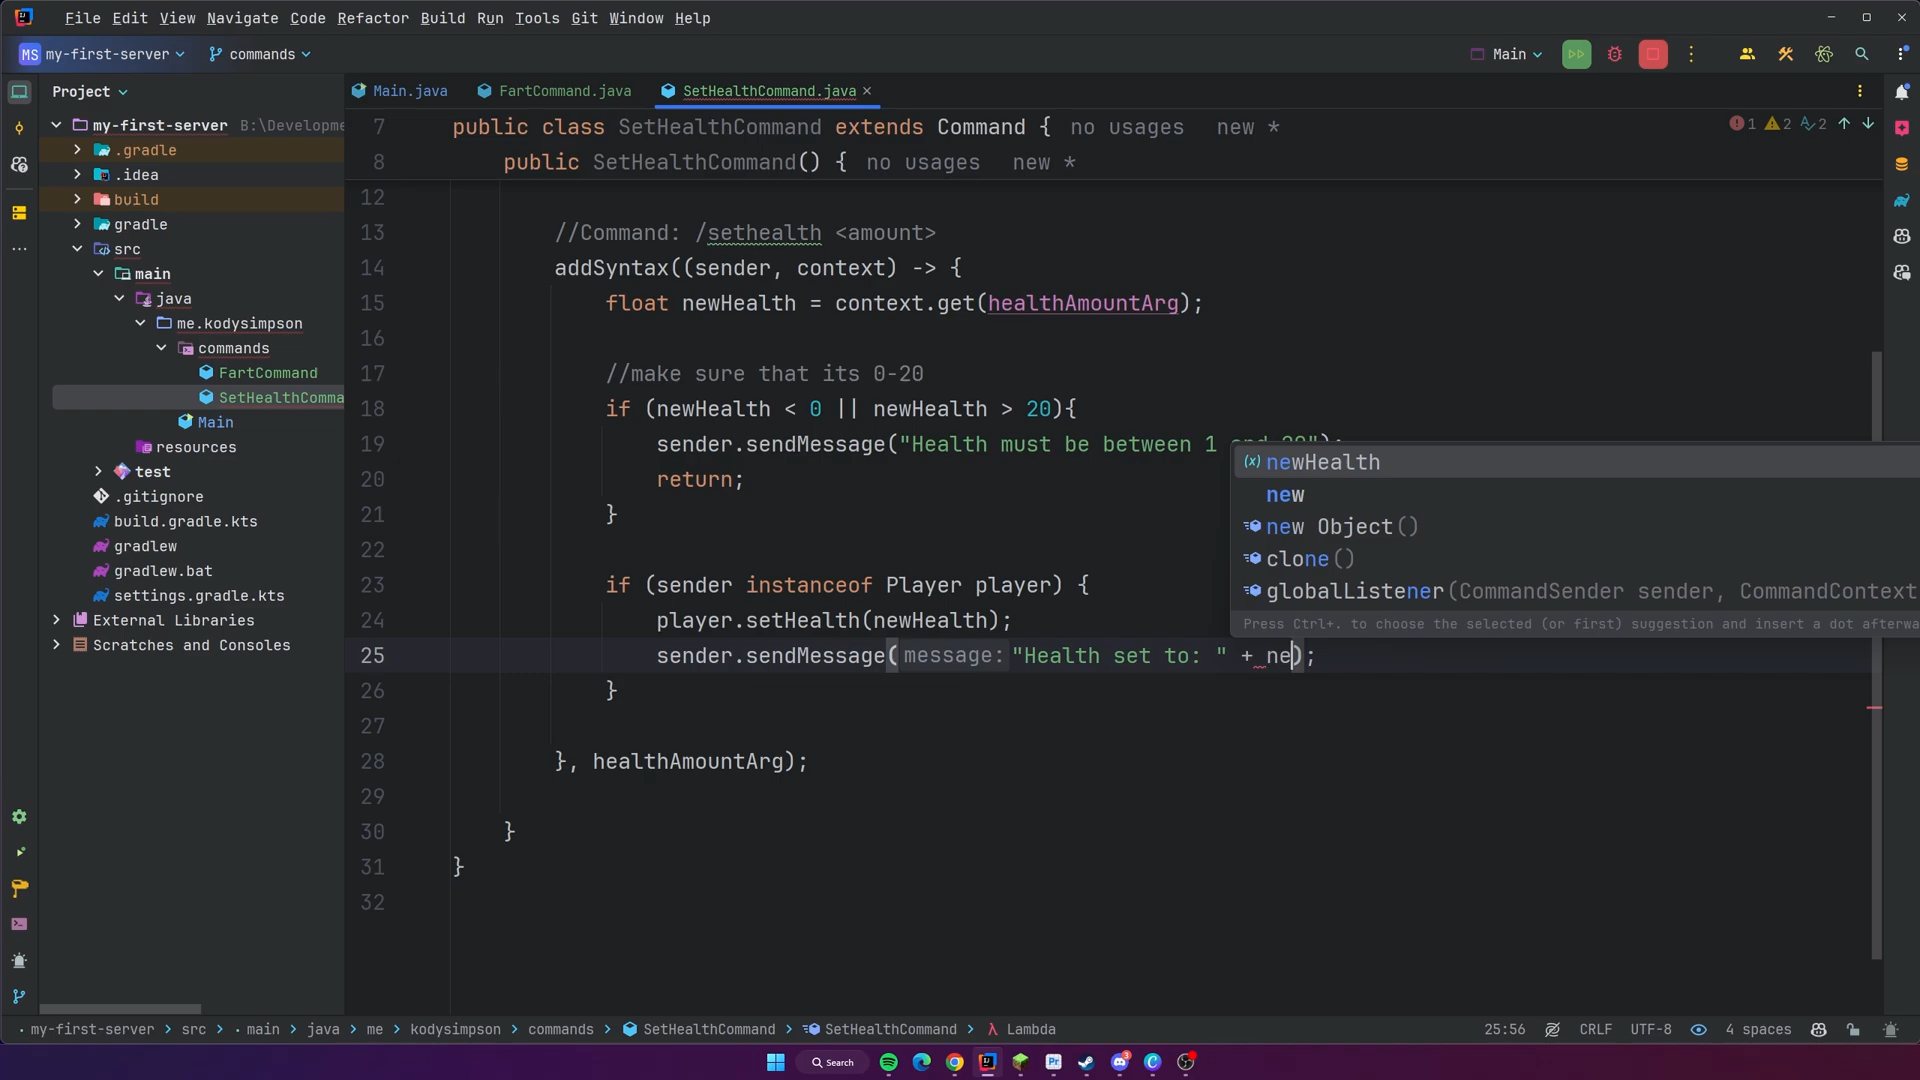 File Edit View Navigate Code Refactor Build Run Tools Git Window Help
MS my-first-server commands Main
Project
Main.java FartCommand.java SetHealthCommand.java
my-first-server B:\Developme
.gradle
.idea
build
gradle
src
main
java
me.kodysimpson
commands
FartCommand
SetHealthComma
Main
resources
test
.gitignore
build.gradle.kts
gradlew
gradlew.bat
settings.gradle.kts
External Libraries
Scratches and Consoles
1 2 2
7 public class SetHealthCommand extends Command { no usages new *
8 public SetHealthCommand() { no usages new *
12
13 //Command: /sethealth <amount>
14 addSyntax((sender, context) -> {
15 float newHealth = context.get(healthAmountArg);
16
17 //make sure that its 0-20
18 if (newHealth < 0 || newHealth > 20){
19 sender.sendMessage("Health must be between 1 and 20");
20 return;
21 }
22
23 if (sender instanceof Player player) {
24 player.setHealth(newHealth);
25 sender.sendMessage( message: "Health set to: " + ne);
26 }
27
28 }, healthAmountArg);
29
30 }
31 }
32
(x) newHealth
new
new Object()
clone()
globalListener(CommandSender sender, CommandContext
Press Ctrl+. to choose the selected (or first) suggestion and insert a dot afterwa
my-first-server > src > main > java > me > kodysimpson > commands > SetHealthCommand > SetHealthCommand > λ Lambda
25:56 CRLF UTF-8 4 spaces
Search
Pr
3